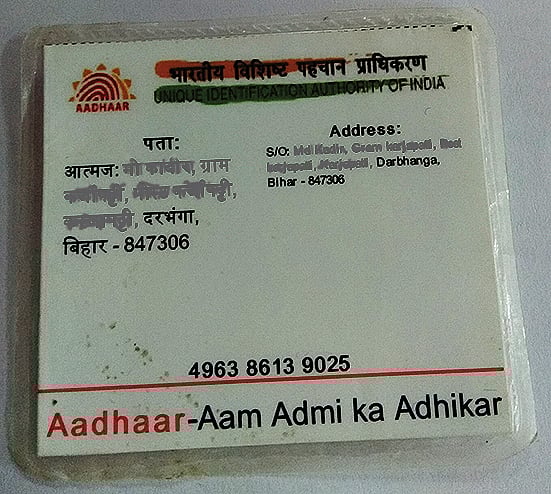 भारतीय विशिष्ट पहचान प्राधिकरण
UNIQUE IDENTIFICATION AUTHORITY OF INDIA
AADHAAR
पता:
आत्मज: ग्राम
दरभंगा,
बिहार - 847306
Address:
S/O:
Darbhanga,
Bihar - 847306
4963 8613 9025
Aadhaar-Aam Admi ka Adhikar